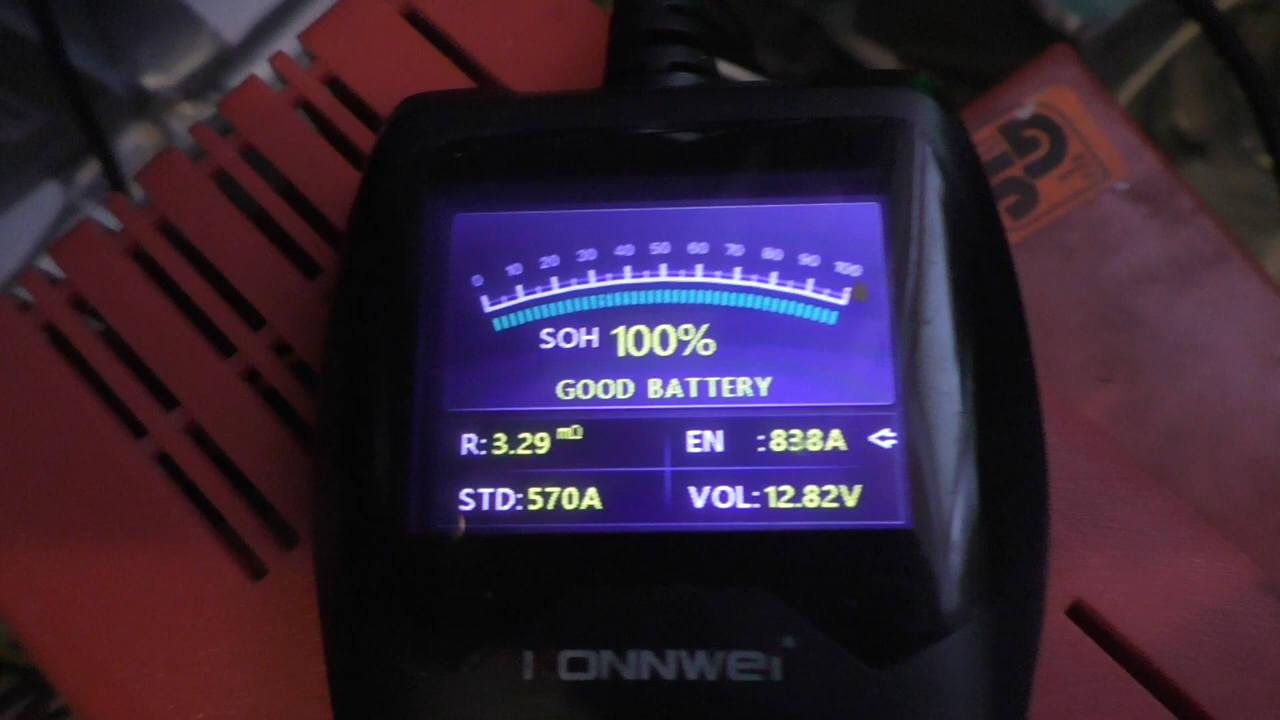 0 10 20 30 40 50 60 70 80 90 100
SOH 100%
GOOD BATTERY
R: 3.29 mΩ EN :838A
STD: 570A VOL: 12.82V
KONNWEI